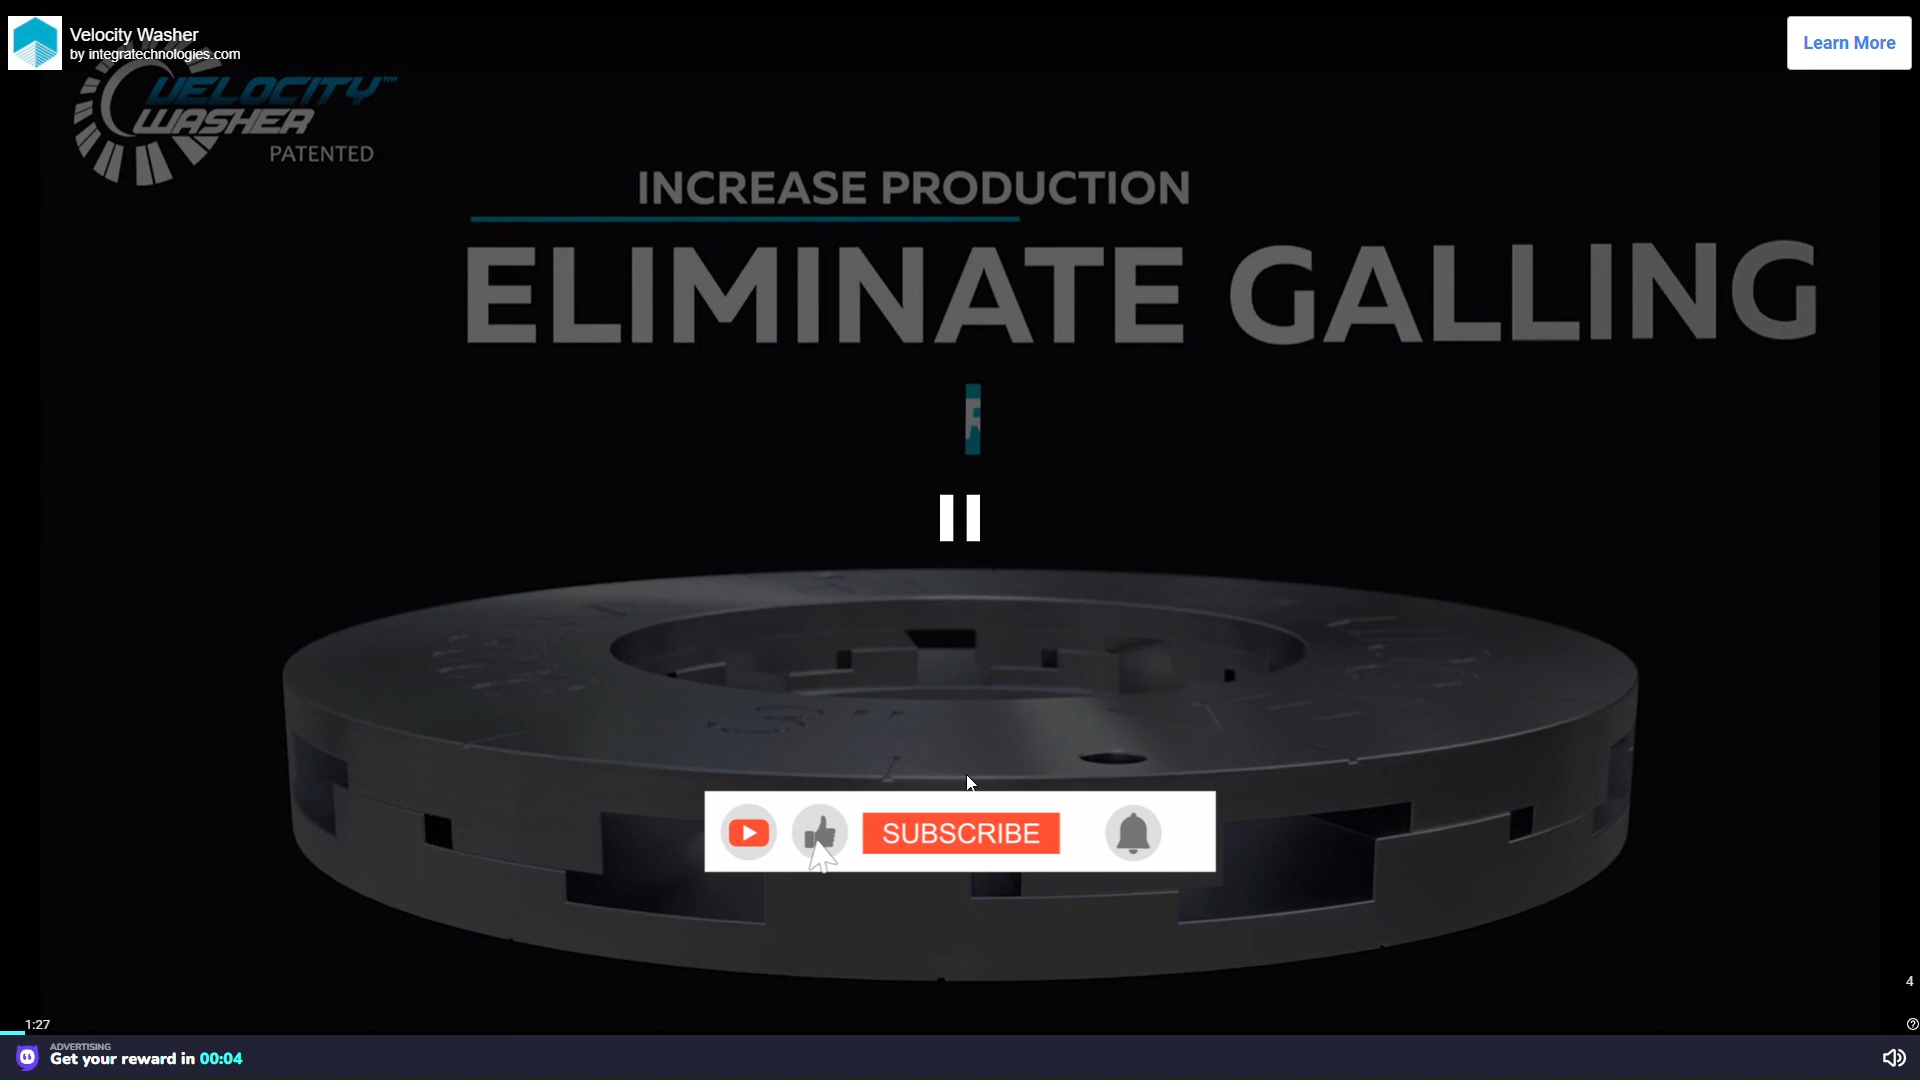 Velocity Washer
by integratechnologies.com
Learn More
VELOCITY™
WASHER
PATENTED
INCREASE PRODUCTION
ELIMINATE GALLING
SUBSCRIBE
4
1:27
ADVERTISING
Get your reward in 00:04